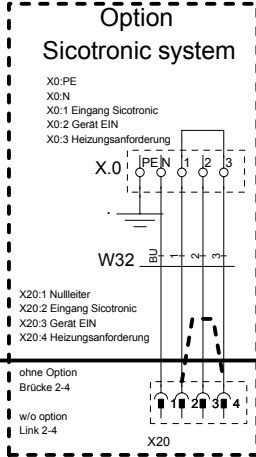 Option
Sicotronic system
X0:PE
X0:N
X0:1 Eingang Sicotronic
X0:2 Gerät EIN
X0:3 Heizungsanforderung
X.0 PE N 1 2 3
W32 BU 1 2 3
X20:1 Nullleiter
X20:2 Eingang Sicotronic
X20:3 Gerät EIN
X20:4 Heizungsanforderung
ohne Option
Brücke 2-4
w/o option
Link 2-4
1 2 3 4
X20